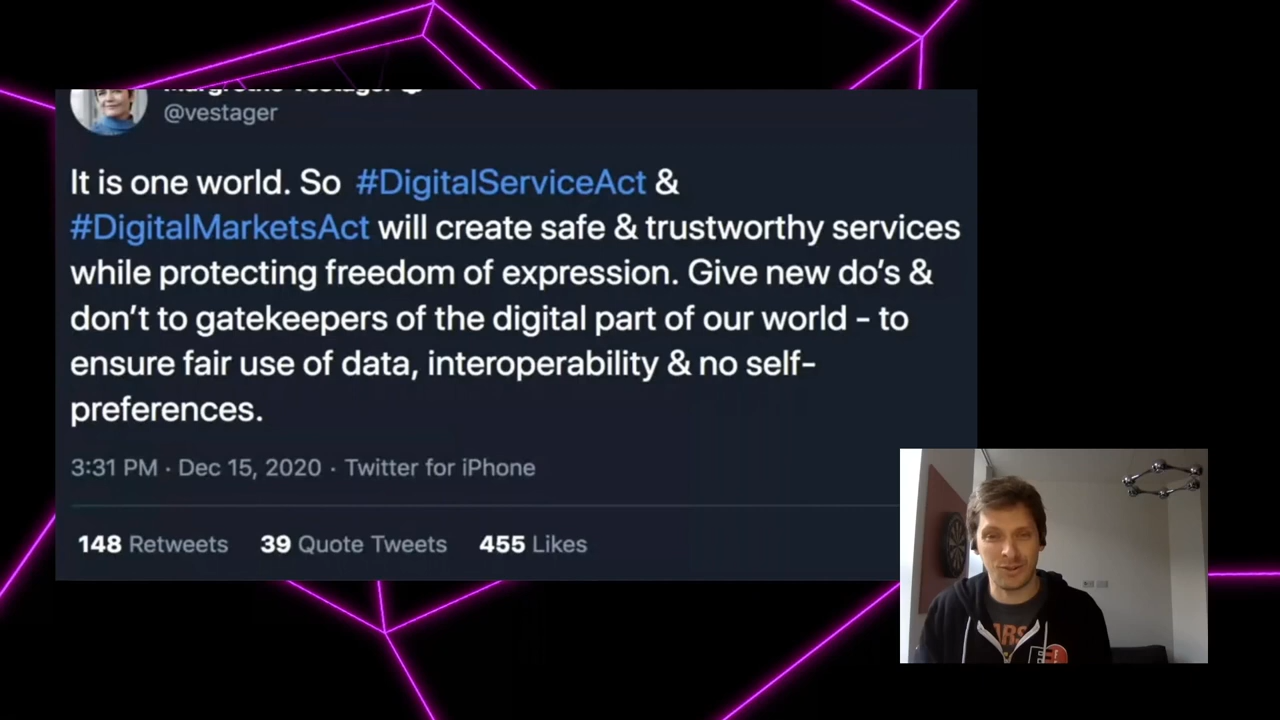 @vestager
It is one world. So #DigitalServiceAct &
#DigitalMarketsAct will create safe & trustworthy services
while protecting freedom of expression. Give new do’s &
don’t to gatekeepers of the digital part of our world - to
ensure fair use of data, interoperability & no self-
preferences.
3:31 PM · Dec 15, 2020 · Twitter for iPhone
148 Retweets 39 Quote Tweets 455 Likes